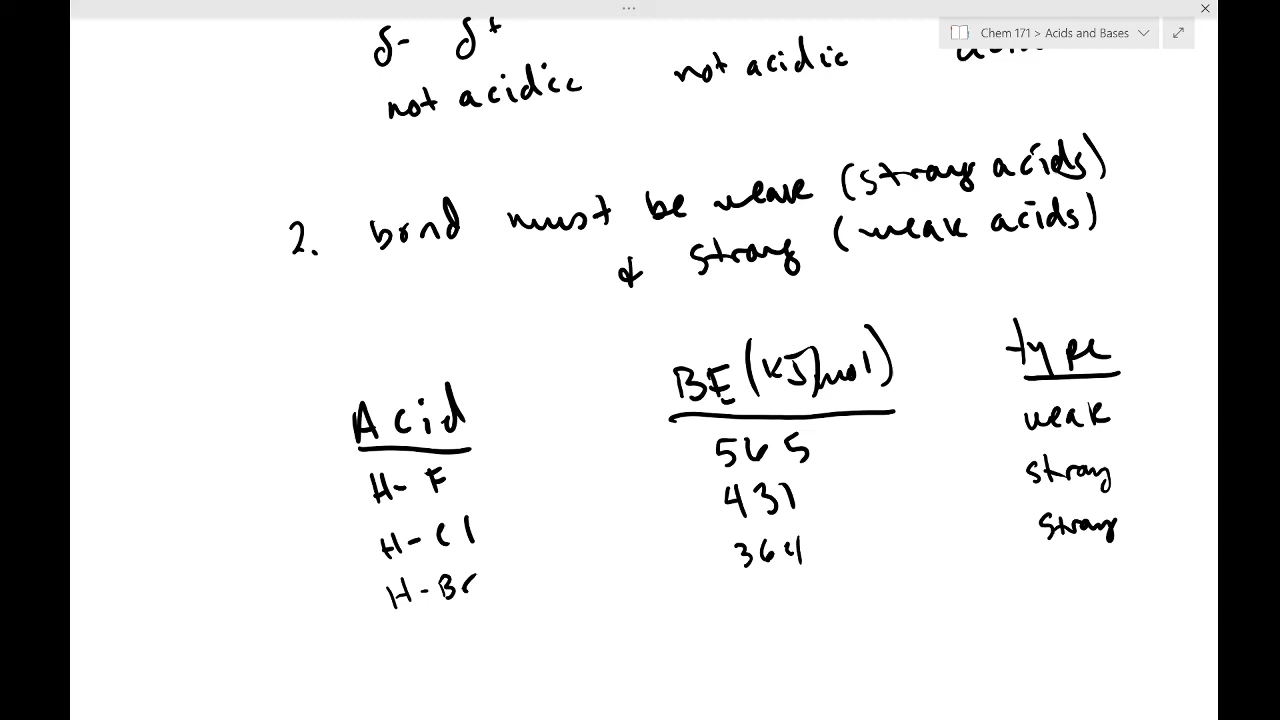 Chem 171 > Acids and Bases
δ- δ+
not acidic not acidic
2. bond must be weak (strong acids)
& strong (weak acids)
Acid BE (kJ/mol) type
H-F 565 weak
H-Cl 431 strong
H-Br 364 strong